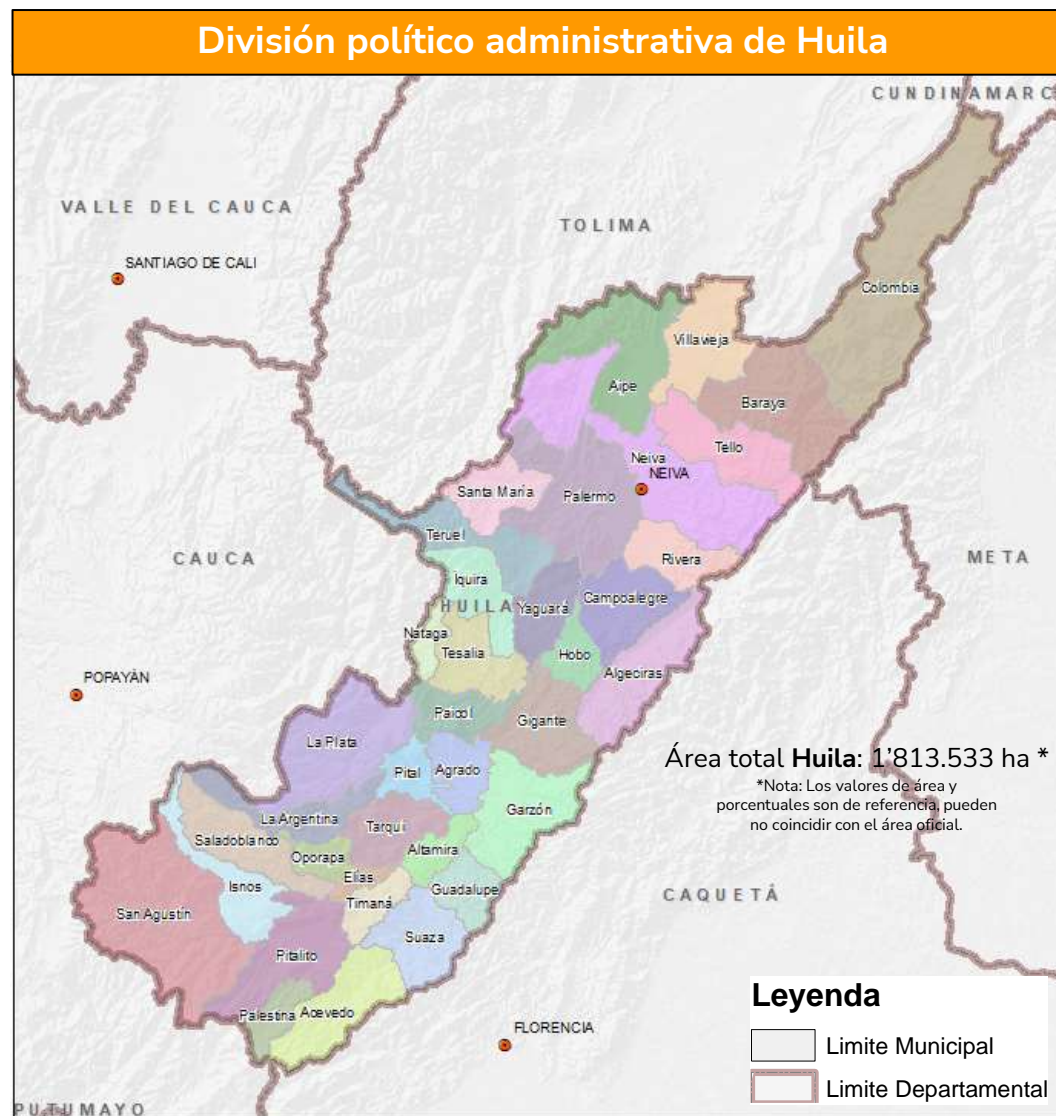 División político administrativa de Huila
CUNDINAMARC
VALLE DEL CAUCA
TOLIMA
SANTIAGO DE CALI
Colombia
Villavieja
Aipe
Baraya
Tello
Neiva
NEIVA
Santa María
Palermo
Teruel
CAUCA
META
Rivera
Iquira
HUILA
Yaguará
Campoalegre
Nataga
Tesalia
Hobo
Algeciras
POPAYÀN
Paicol
Gigante
La Plata
Pital
Agrado
Área total Huila: 1’813.533 ha *
*Nota: Los valores de área y
porcentuales son de referencia, pueden
no coincidir con el área oficial.
Garzón
La Argentina
Tarqui
Saladoblanco
Altamira
Oporapa
Elías
Isnos
Guadalupe
CAQUETÁ
Timaná
San Agustín
Suaza
Pitalito
Palestina
Acevedo
FLORENCIA
Leyenda
Limite Municipal
Limite Departamental
PUTUMAYO